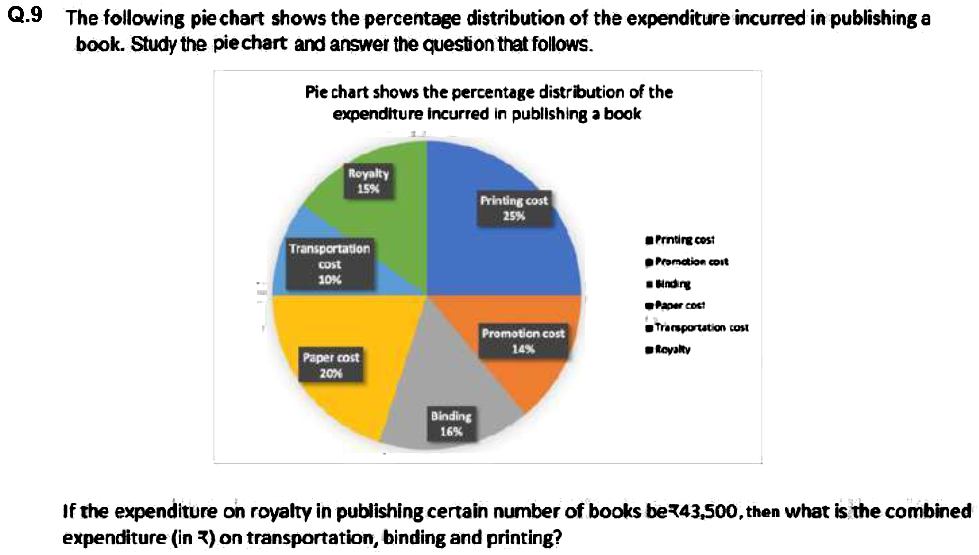 Q.9 The following pie chart shows the percentage distribution of the expenditure incurred in publishing a
book. Study the pie chart and answer the question that follows.
Pie chart shows the percentage distribution of the
expenditure incurred in publishing a book
Royalty
15%
Printing cost
25%
Transportation
cost
10%
Promotion cost
14%
Paper cost
20%
Binding
16%
Printing cost
Promotion cost
Binding
Paper cost
Transportation cost
Royalty
If the expenditure on royalty in publishing certain number of books be ₹43,500, then what is the combined
expenditure (in ₹) on transportation, binding and printing?